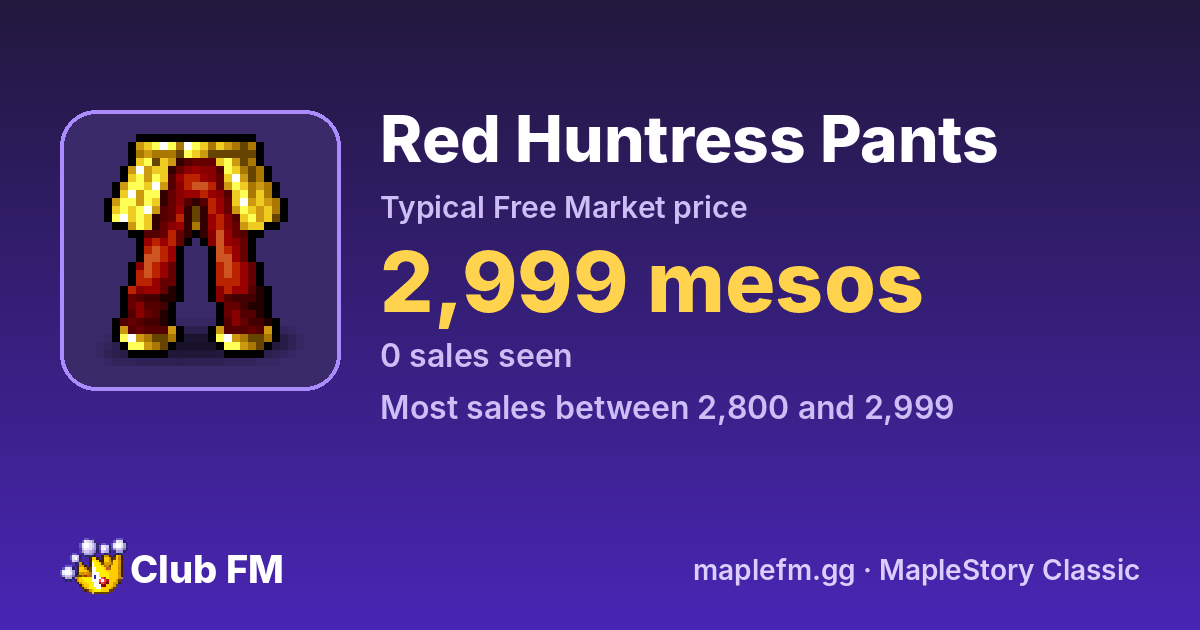 Red Huntress Pants
Typical Free Market price
2,999 mesos
0 sales seen
Most sales between 2,800 and 2,999
Club FM
maplefm.gg · MapleStory Classic